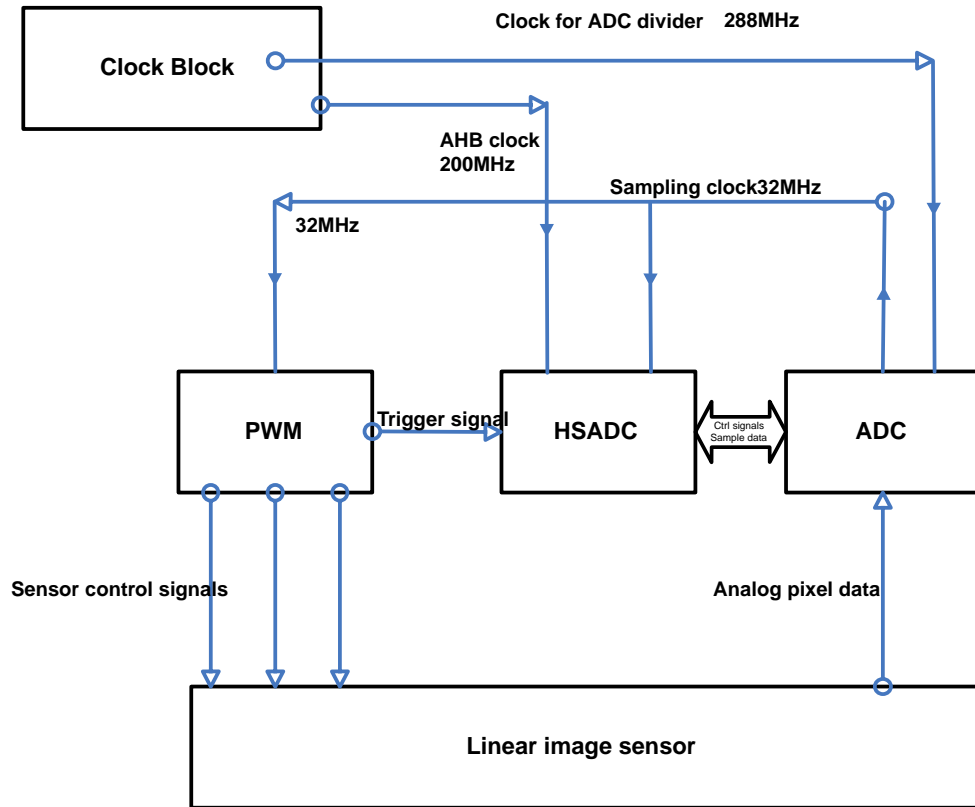 Clock for ADC divider 288MHz
Clock Block
AHB clock
200MHz
Sampling clock32MHz
32MHz
PWM
Trigger signal
HSADC
Ctrl signals
Sample data
ADC
Sensor control signals
Analog pixel data
Linear image sensor